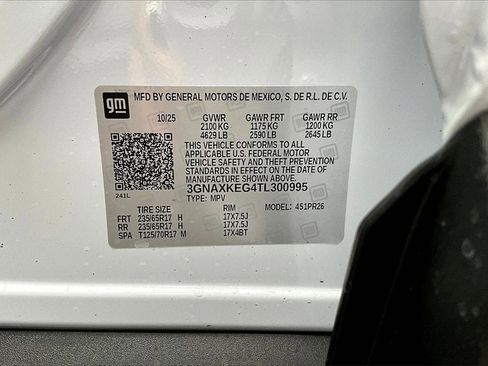 gm
MFD BY GENERAL MOTORS DE MEXICO, S. DE R.L. DE C.V.
10/25 GVWR GAWR FRT GAWR RR
2100 KG 1175 KG 1200 KG
4629 LB 2590 LB 2645 LB
THIS VEHICLE CONFORMS TO ALL
APPLICABLE U.S. FEDERAL MOTOR
VEHICLE SAFETY AND THEFT PREVENTION
STANDARDS IN EFFECT ON THE DATE OF
MANUFACTURE SHOWN ABOVE.
3GNAXKEG4TL300995
TYPE: MPV
241L
TIRE SIZE RIM MODEL: 451PR26
FRT 235/65R17 H 17X7.5J
RR 235/65R17 H 17X7.5J
SPA T125/70R17 M 17X4BT